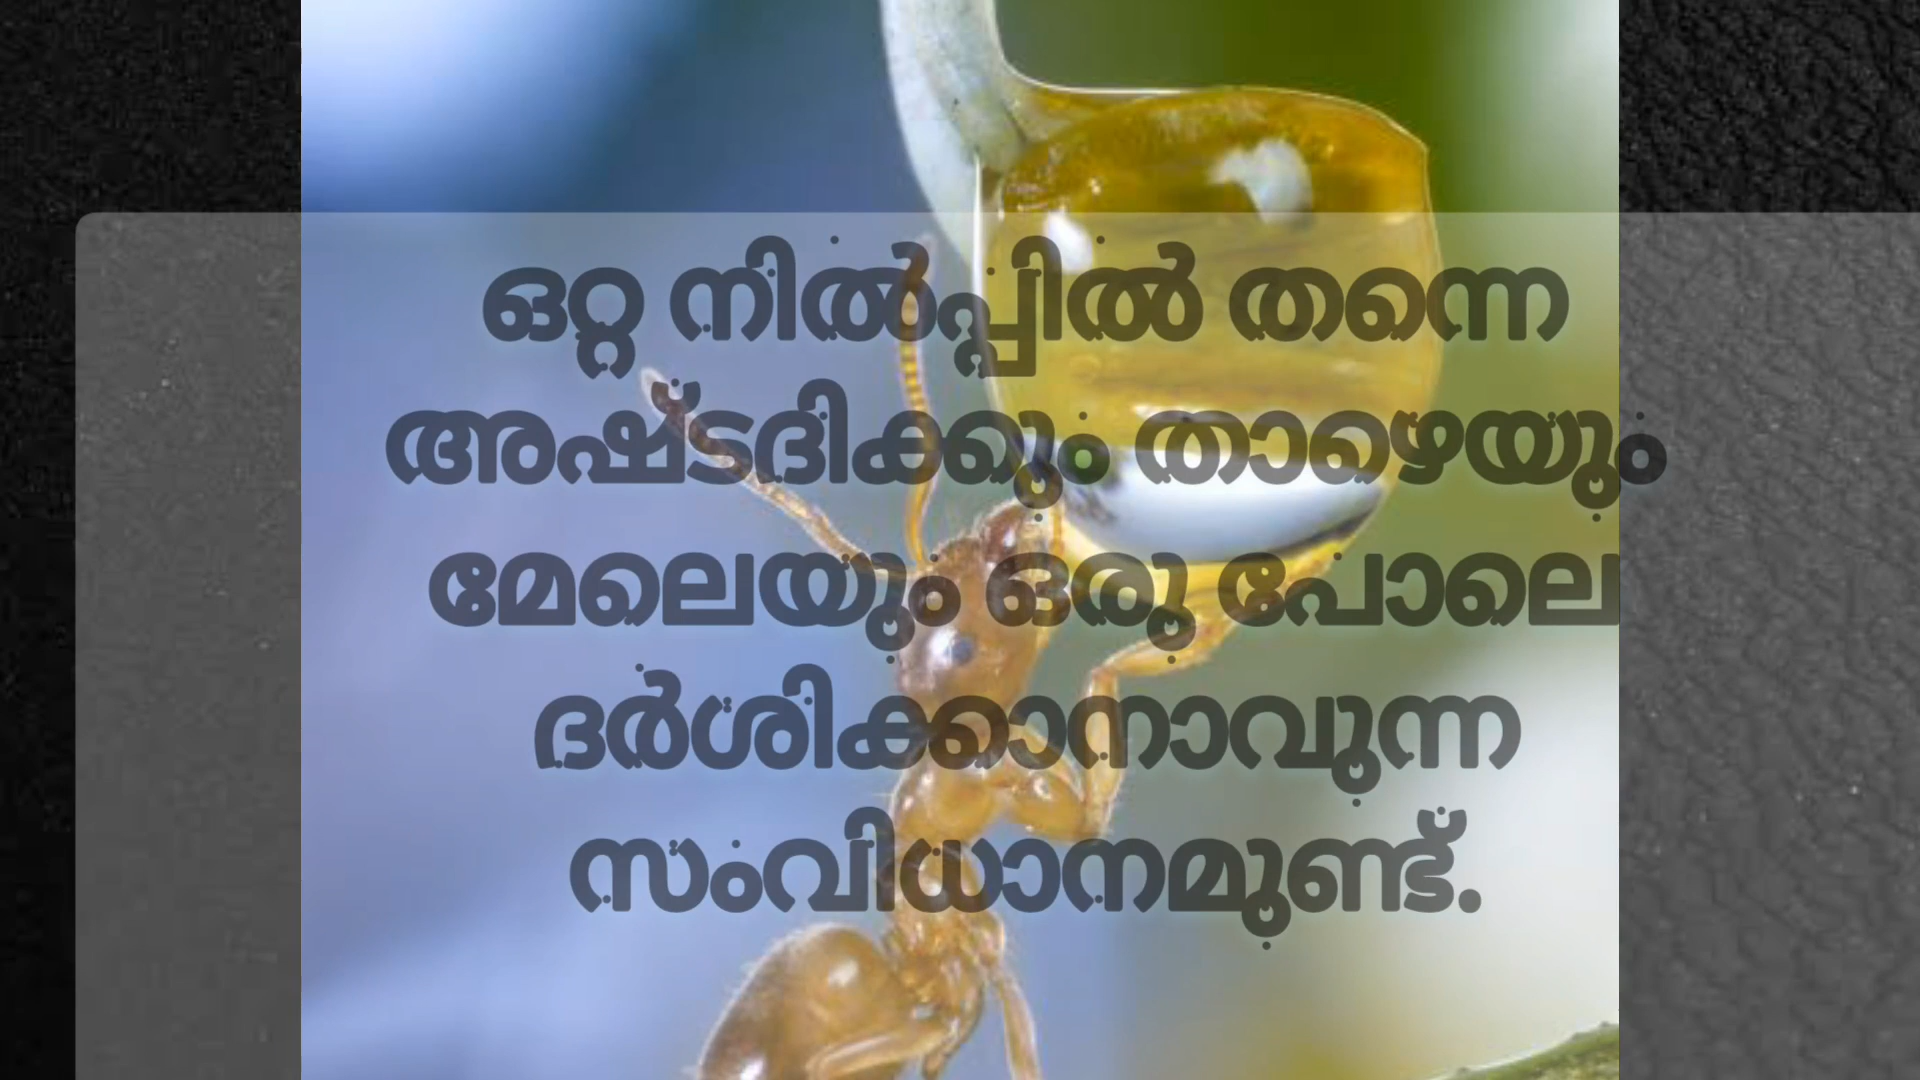 ഒറ്റ നിൽപ്പിൽ തന്നെ
അഷ്ടദിക്കും താഴെയും
മേലെയും ഒരു പോലെ
ദർശിക്കാനാവുന്ന
സംവിധാനമുണ്ട്.